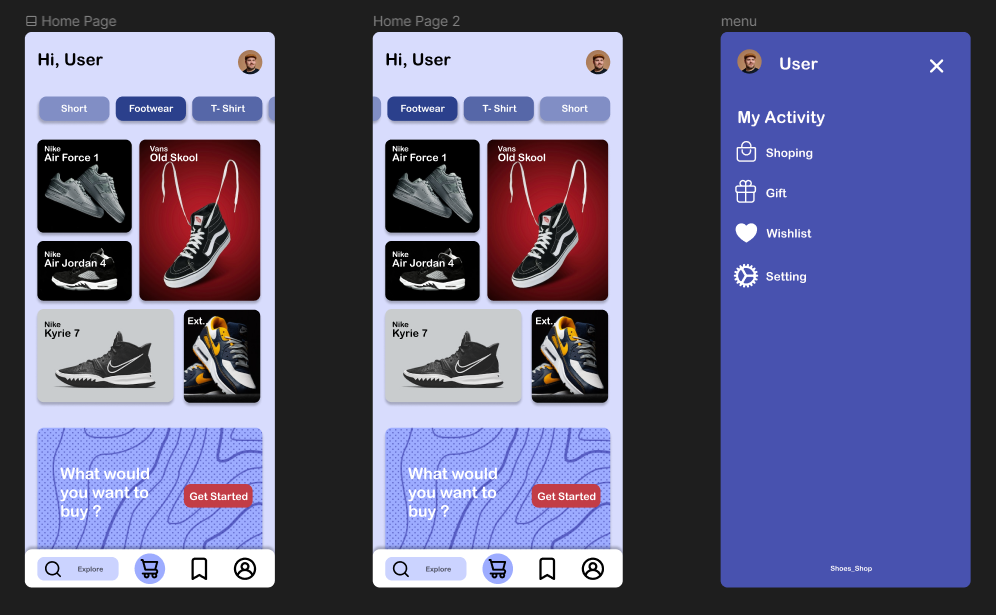 Home Page
Hi, User
Short
Footwear
T- Shirt
Nike
Air Force 1
Vans
Old Skool
Nike
Air Jordan 4
Nike
Kyrie 7
Ext..
What would
you want to
buy ?
Get Started
Explore
Home Page 2
Hi, User
Footwear
T- Shirt
Short
Nike
Air Force 1
Vans
Old Skool
Nike
Air Jordan 4
Nike
Kyrie 7
Ext..
What would
you want to
buy ?
Get Started
Explore
menu
User
My Activity
Shoping
Gift
Wishlist
Setting
Shoes_Shop